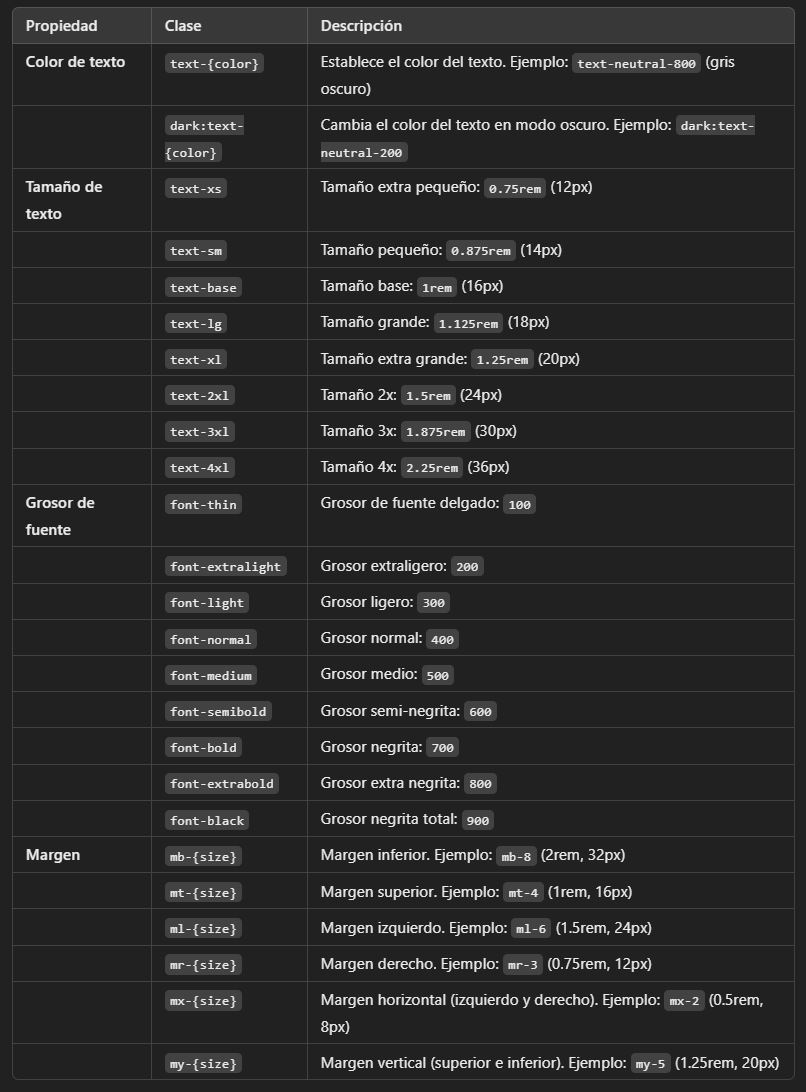 Propiedad Clase Descripción
Color de texto text-{color} Establece el color del texto. Ejemplo: text-neutral-800 (gris
oscuro)
dark:text- Cambia el color del texto en modo oscuro. Ejemplo: dark:text-
{color} neutral-200
Tamaño de text-xs Tamaño extra pequeño: 0.75rem (12px)
texto
text-sm Tamaño pequeño: 0.875rem (14px)
text-base Tamaño base: 1rem (16px)
text-lg Tamaño grande: 1.125rem (18px)
text-xl Tamaño extra grande: 1.25rem (20px)
text-2xl Tamaño 2x: 1.5rem (24px)
text-3xl Tamaño 3x: 1.875rem (30px)
text-4xl Tamaño 4x: 2.25rem (36px)
Grosor de font-thin Grosor de fuente delgado: 100
fuente
font-extralight Grosor extraligero: 200
font-light Grosor ligero: 300
font-normal Grosor normal: 400
font-medium Grosor medio: 500
font-semibold Grosor semi-negrita: 600
font-bold Grosor negrita: 700
font-extrabold Grosor extra negrita: 800
font-black Grosor negrita total: 900
Margen mb-{size} Margen inferior. Ejemplo: mb-8 (2rem, 32px)
mt-{size} Margen superior. Ejemplo: mt-4 (1rem, 16px)
ml-{size} Margen izquierdo. Ejemplo: ml-6 (1.5rem, 24px)
mr-{size} Margen derecho. Ejemplo: mr-3 (0.75rem, 12px)
mx-{size} Margen horizontal (izquierdo y derecho). Ejemplo: mx-2 (0.5rem,
8px)
my-{size} Margen vertical (superior e inferior). Ejemplo: my-5 (1.25rem, 20px)